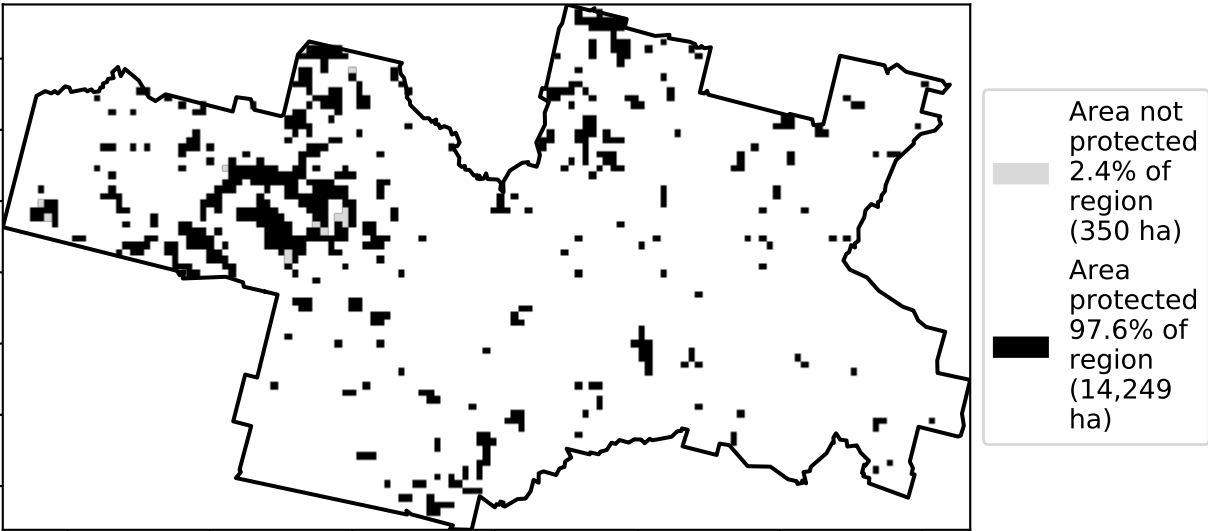 Area not
protected
2.4% of
region
(350 ha)
Area
protected
97.6% of
region
(14,249
ha)